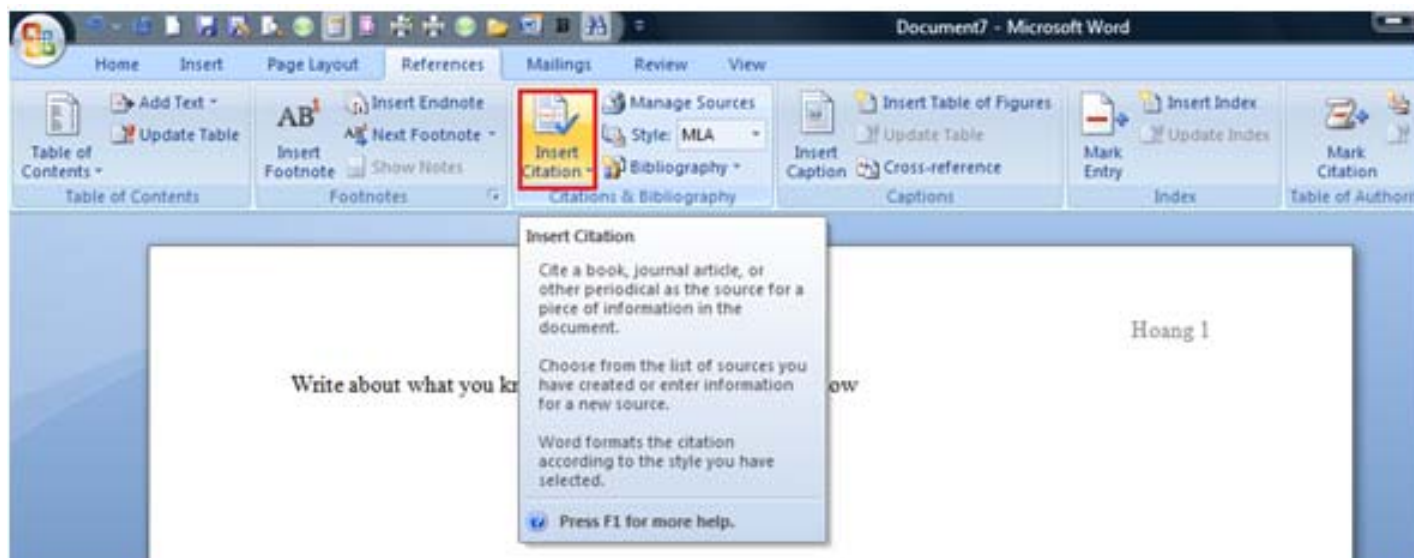 Document7 - Microsoft Word
Home Insert Page Layout References Mailings Review View
Table of Contents
Add Text
Update Table
Table of Contents
AB1
Insert Footnote
Insert Endnote
AB Next Footnote
Show Notes
Footnotes
Insert Citation
Manage Sources
Style: MLA
Bibliography
Citations & Bibliography
Insert Caption
Insert Table of Figures
Update Table
Cross-reference
Captions
Mark Entry
Insert Index
Update Index
Index
Mark Citation
Table of
Insert Citation
Cite a book, journal article, or
other periodical as the source for a
piece of information in the
document.
Choose from the list of sources you
have created or enter information
for a new source.
Word formats the citation
according to the style you have
selected.
Press F1 for more help.
Hoang 1
Write about what you